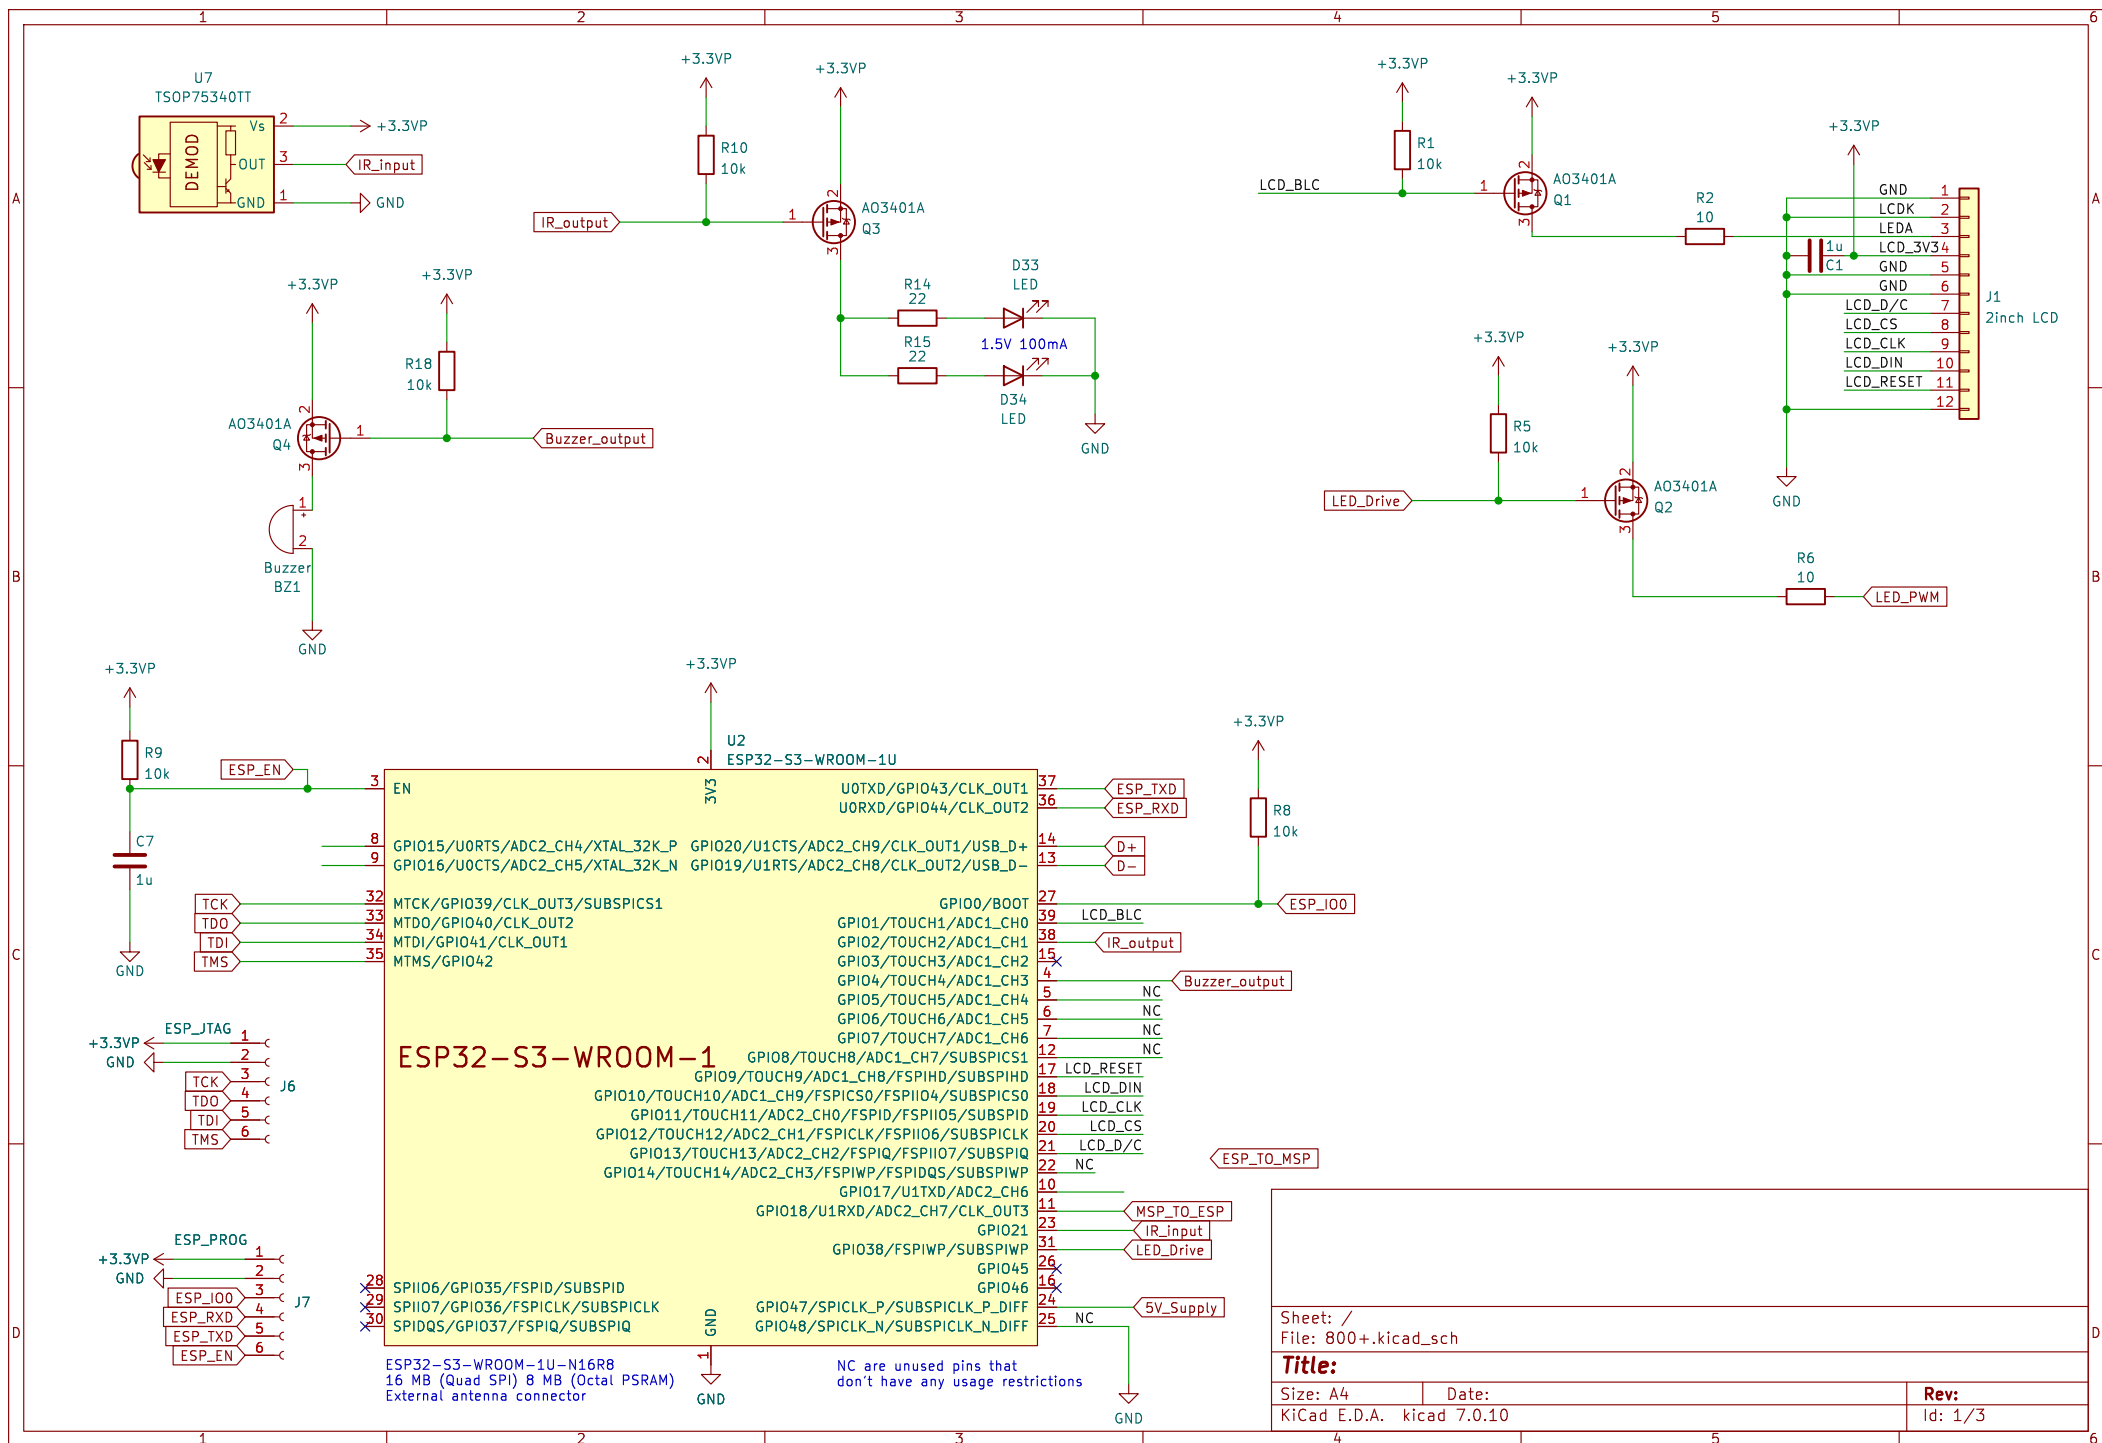 1 2 3 4 5 6
A B C D
A B C D
1 2 3 4 5 6
U7
TSOP75340TT
DEMOD
Vs 2 +3.3VP
OUT 3 IR_input
GND 1 GND
+3.3VP
R10
10k
+3.3VP
IR_output
1
2
3
AO3401A
Q3
R14
22
R15
22
D33
LED
1.5V 100mA
D34
LED
GND
+3.3VP
+3.3VP
R18
10k
AO3401A
Q4
2
1
3
Buzzer_output
1
+
2
Buzzer
BZ1
GND
+3.3VP
R1
10k
+3.3VP
LCD_BLC
1
2
3
AO3401A
Q1
R2
10
+3.3VP
1u
C1
GND 1
LCDK 2
LEDA 3
LCD_3V3 4
GND 5
GND 6
LCD_D/C 7
LCD_CS 8
LCD_CLK 9
LCD_DIN 10
LCD_RESET 11
12
J1
2inch LCD
GND
+3.3VP
R5
10k
+3.3VP
LED_Drive
1
2
3
AO3401A
Q2
R6
10
LED_PWM
+3.3VP
R9
10k
ESP_EN
C7
1u
GND
+3.3VP
U2
ESP32-S3-WROOM-1U
2
3V3
3 EN
8 GPIO15/U0RTS/ADC2_CH4/XTAL_32K_P
9 GPIO16/U0CTS/ADC2_CH5/XTAL_32K_N
TCK 32 MTCK/GPIO39/CLK_OUT3/SUBSPICS1
TDO 33 MTDO/GPIO40/CLK_OUT2
TDI 34 MTDI/GPIO41/CLK_OUT1
TMS 35 MTMS/GPIO42
ESP32-S3-WROOM-1
28 SPIIO6/GPIO35/FSPID/SUBSPID
29 SPIIO7/GPIO36/FSPICLK/SUBSPICLK
30 SPIDQS/GPIO37/FSPIQ/SUBSPIQ
U0TXD/GPIO43/CLK_OUT1 37 ESP_TXD
U0RXD/GPIO44/CLK_OUT2 36 ESP_RXD
GPIO20/U1CTS/ADC2_CH9/CLK_OUT1/USB_D+ 14 D+
GPIO19/U1RTS/ADC2_CH8/CLK_OUT2/USB_D- 13 D-
GPIO0/BOOT 27 ESP_IO0
GPIO1/TOUCH1/ADC1_CH0 39 LCD_BLC
GPIO2/TOUCH2/ADC1_CH1 38 IR_output
GPIO3/TOUCH3/ADC1_CH2 15
GPIO4/TOUCH4/ADC1_CH3 4 Buzzer_output
GPIO5/TOUCH5/ADC1_CH4 5 NC
GPIO6/TOUCH6/ADC1_CH5 6 NC
GPIO7/TOUCH7/ADC1_CH6 7 NC
GPIO8/TOUCH8/ADC1_CH7/SUBSPICS1 12 NC
GPIO9/TOUCH9/ADC1_CH8/FSPIHD/SUBSPIHD 17 LCD_RESET
GPIO10/TOUCH10/ADC1_CH9/FSPICS0/FSPIIO4/SUBSPICS0 18 LCD_DIN
GPIO11/TOUCH11/ADC2_CH0/FSPID/FSPIIO5/SUBSPID 19 LCD_CLK
GPIO12/TOUCH12/ADC2_CH1/FSPICLK/FSPIIO6/SUBSPICLK 20 LCD_CS
GPIO13/TOUCH13/ADC2_CH2/FSPIQ/FSPIIO7/SUBSPIQ 21 LCD_D/C
GPIO14/TOUCH14/ADC2_CH3/FSPIWP/FSPIDQS/SUBSPIWP 22 NC
GPIO17/U1TXD/ADC2_CH6 10
GPIO18/U1RXD/ADC2_CH7/CLK_OUT3 11 MSP_TO_ESP
GPIO21 23 IR_input
GPIO38/FSPIWP/SUBSPIWP 31 LED_Drive
GPIO45 26
GPIO46 16
GPIO47/SPICLK_P/SUBSPICLK_P_DIFF 24 5V_Supply
GPIO48/SPICLK_N/SUBSPICLK_N_DIFF 25 NC
GND
1
GND
GND
ESP_TO_MSP
+3.3VP
R8
10k
ESP_JTAG
+3.3VP 1
GND 2
TCK 3
TDO 4
TDI 5
TMS 6
J6
ESP_PROG
+3.3VP 1
GND 2
ESP_IO0 3
ESP_RXD 4
ESP_TXD 5
ESP_EN 6
J7
ESP32-S3-WROOM-1U-N16R8
16 MB (Quad SPI) 8 MB (Octal PSRAM)
External antenna connector
NC are unused pins that
don't have any usage restrictions
Sheet: /
File: 800+.kicad_sch
Title:
Size: A4 Date: Rev:
KiCad E.D.A. kicad 7.0.10 Id: 1/3